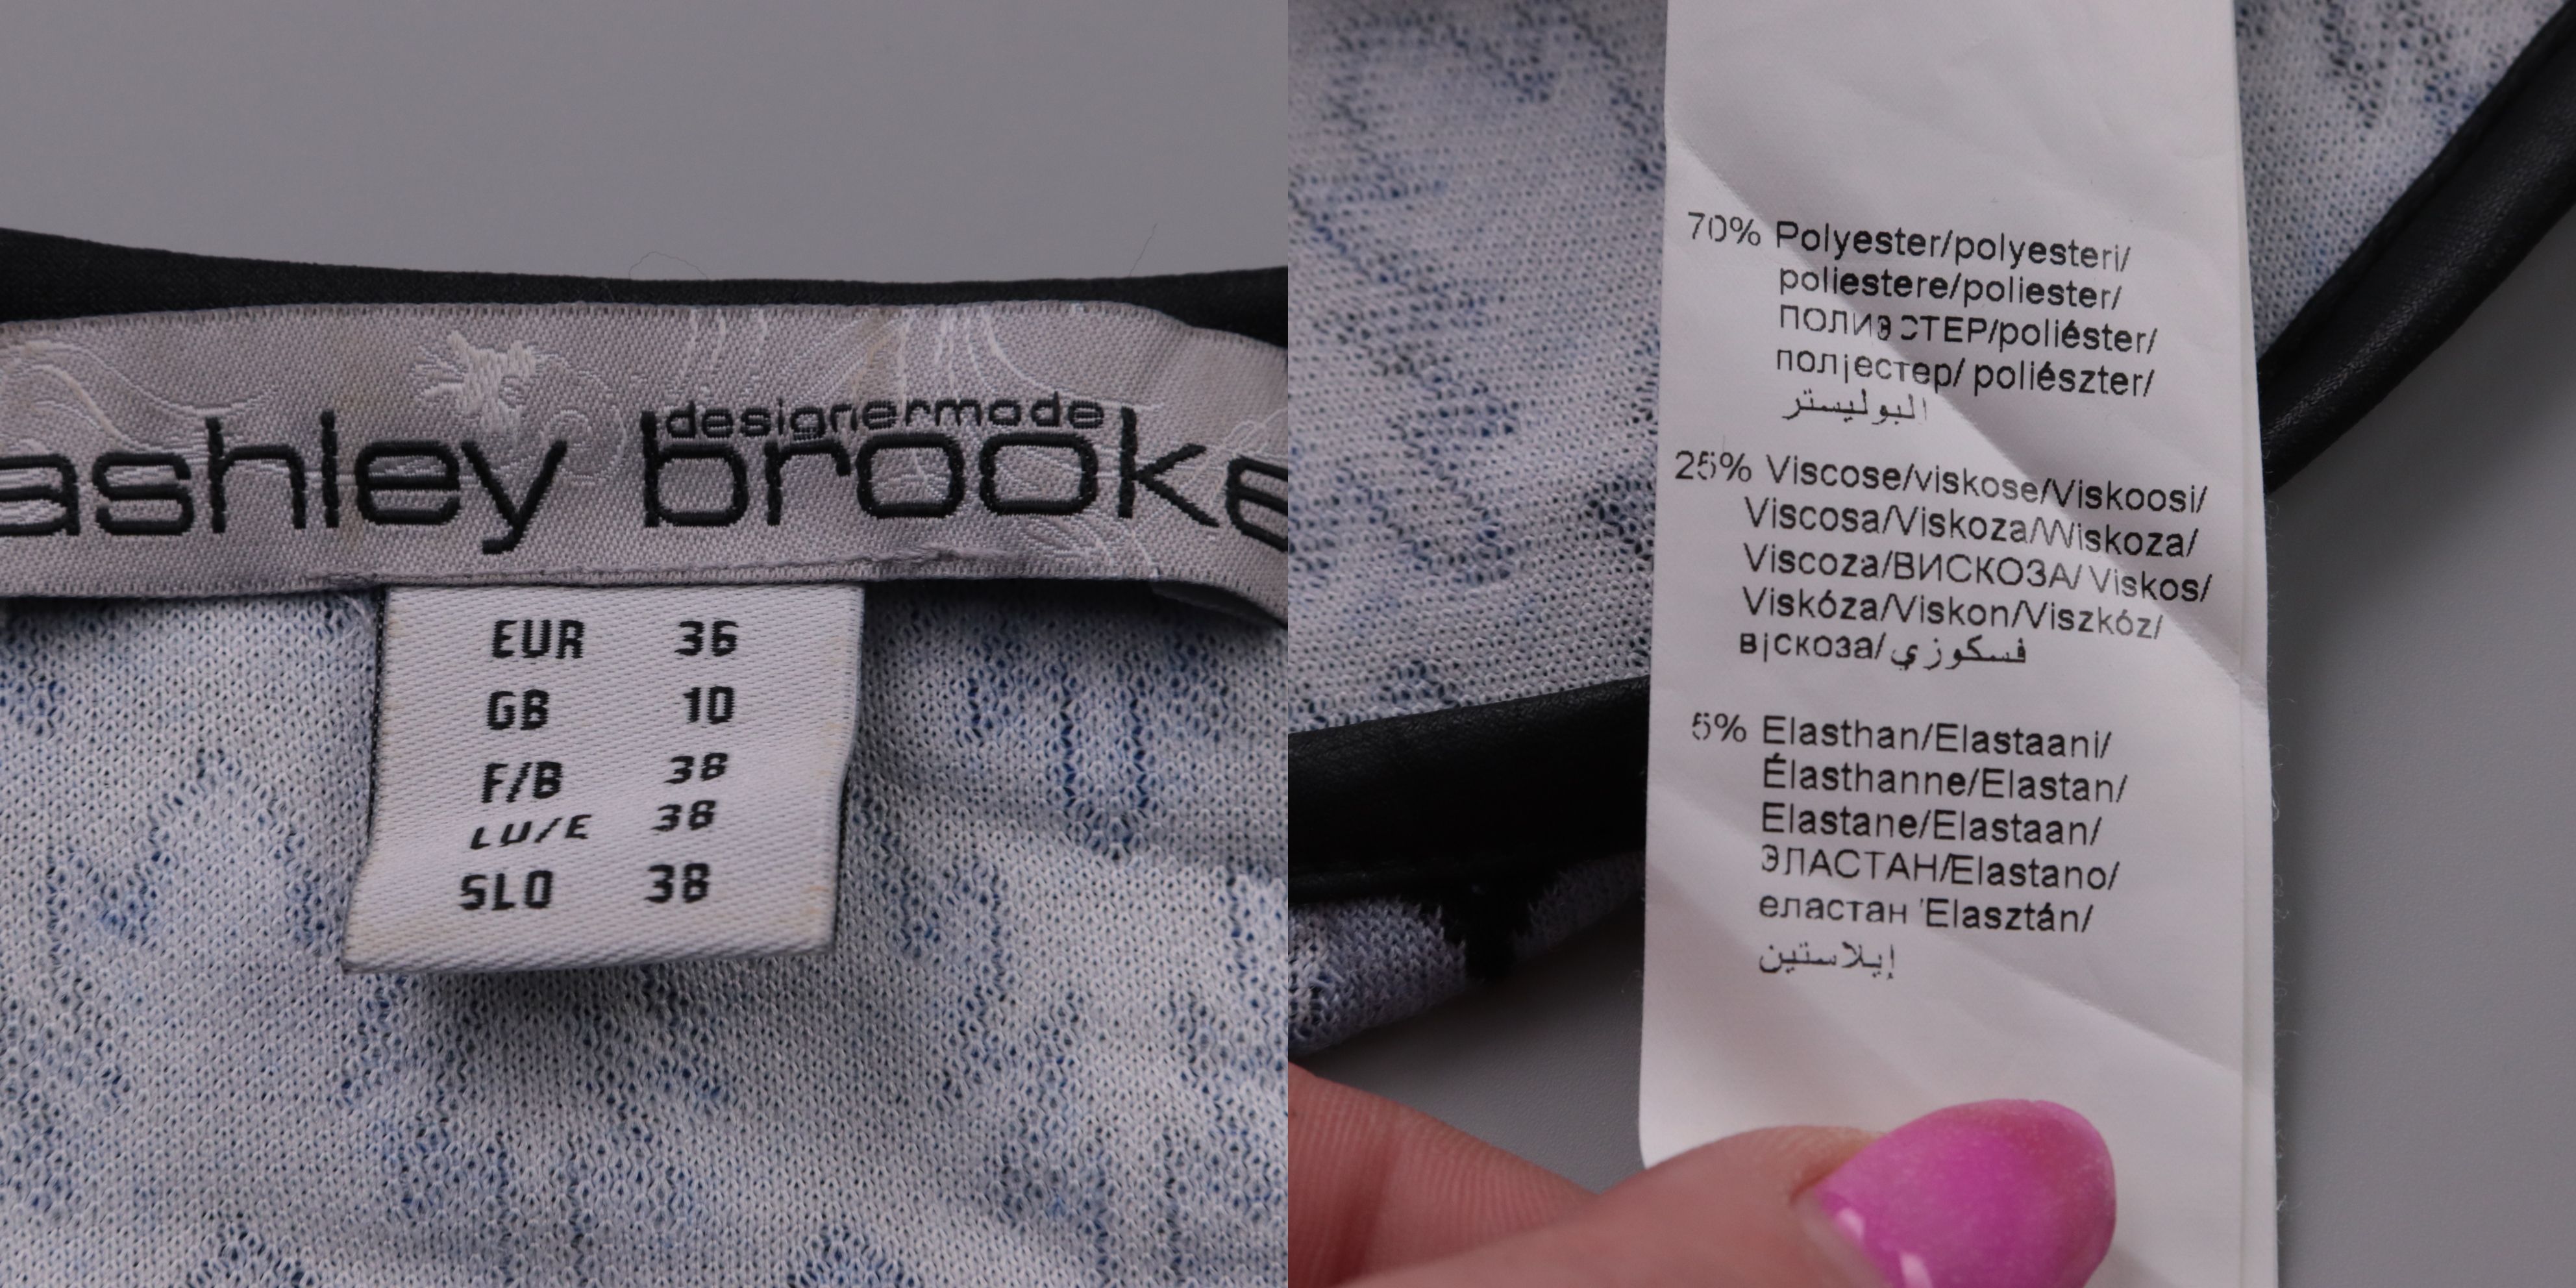 designermode
ashley brooke
EUR 36
GB 10
F/B 38
LU/E 38
SLO 38
70% Polyester/polyesteri/
poliestere/poliester/
ПОЛИЭСТЕР/poliéster/
полјестер/ poliészter/
البوليستر
25% Viscose/viskose/Viskoosi/
Viscosa/Viskoza/Wiskoza/
Viscoza/ВИСКОЗА/ Viskos/
Viskóza/Viskon/Viszkóz/
вјскоза/ فسكوزي
5% Elasthan/Elastaani/
Élasthanne/Elastan/
Elastane/Elastaan/
ЭЛАСТАН/Elastano/
еластан/Elasztán/
إيلاستين